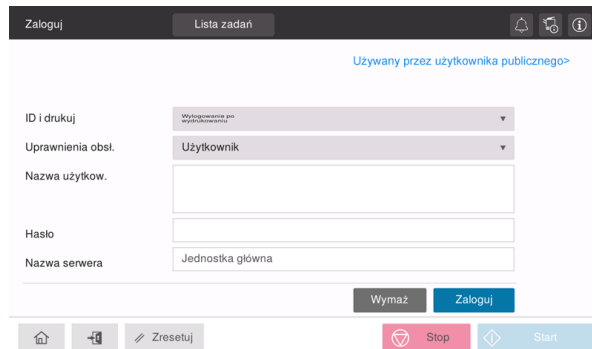 Zaloguj
Lista zadań
Używany przez użytkownika publicznego>
ID i drukuj
Wylogowanie po
wydrukowaniu
Uprawnienia obsł.
Użytkownik
Nazwa użytkow.
Hasło
Nazwa serwera
Jednostka główna
Wymaż
Zaloguj
Zresetuj
Stop
Start